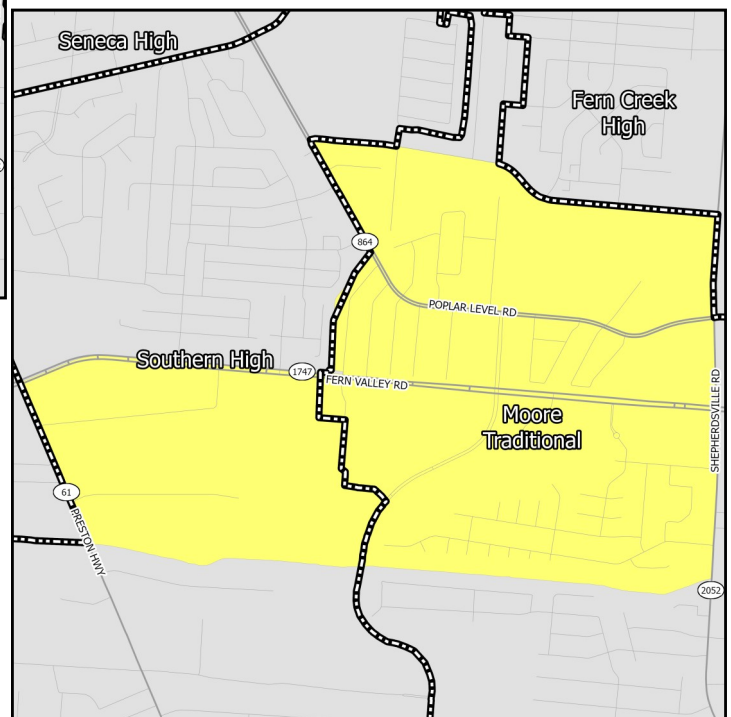 Seneca High
Fern Creek
High
864
POPLAR LEVEL RD
Southern High
1747
FERN VALLEY RD
Moore
Traditional
SHEPHERDSVILLE RD
61
PRESTON HWY
2052